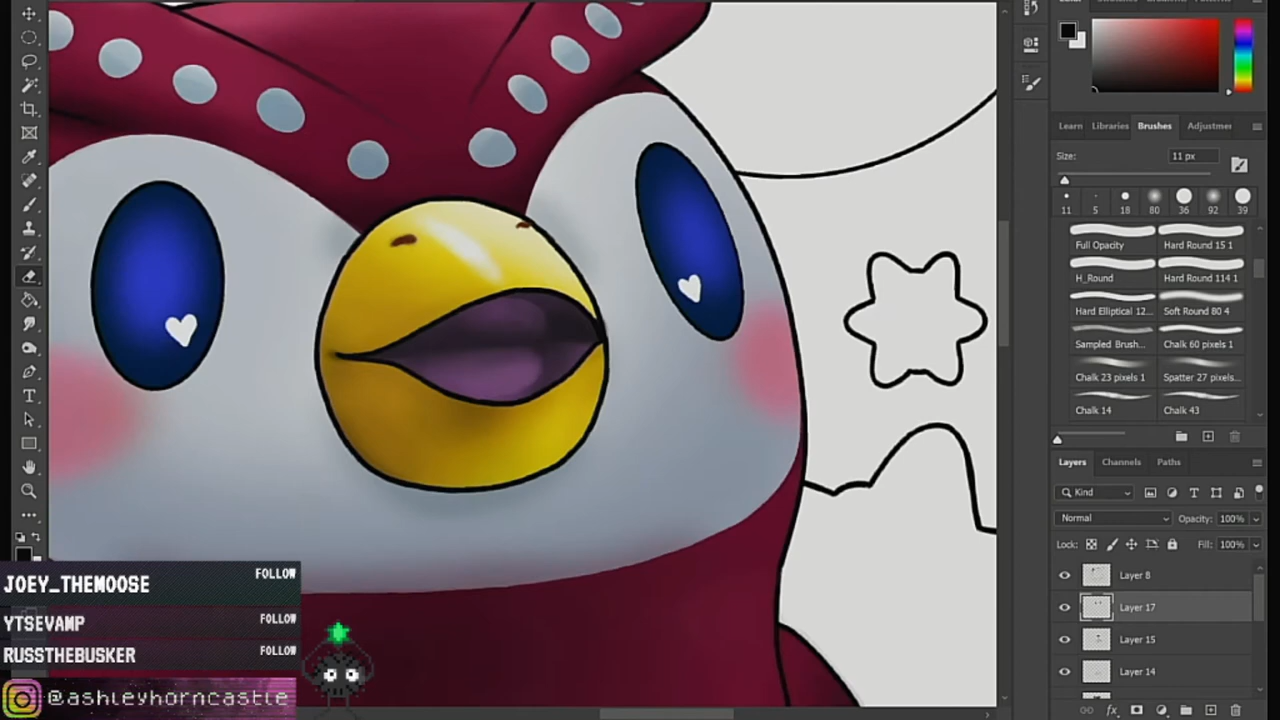 Learn Libraries Brushes Adjustmer
Size: 11 px
11 5 18 80 36 92 39
Full Opacity Hard Round 15 1
H_Round Hard Round 114 1
Hard Elliptical 12... Soft Round 80 4
Sampled Brush... Chalk 60 pixels 1
Chalk 23 pixels 1 Spatter 27 pixels...
Chalk 14 Chalk 43
Layers Channels Paths
Kind
Normal Opacity: 100%
Lock: Fill: 100%
Layer 8
Layer 17
Layer 15
Layer 14
JOEY_THEMOOSE FOLLOW
YTSEVAMP FOLLOW
RUSSTHEBUSKER FOLLOW
@ashleyhorncastle